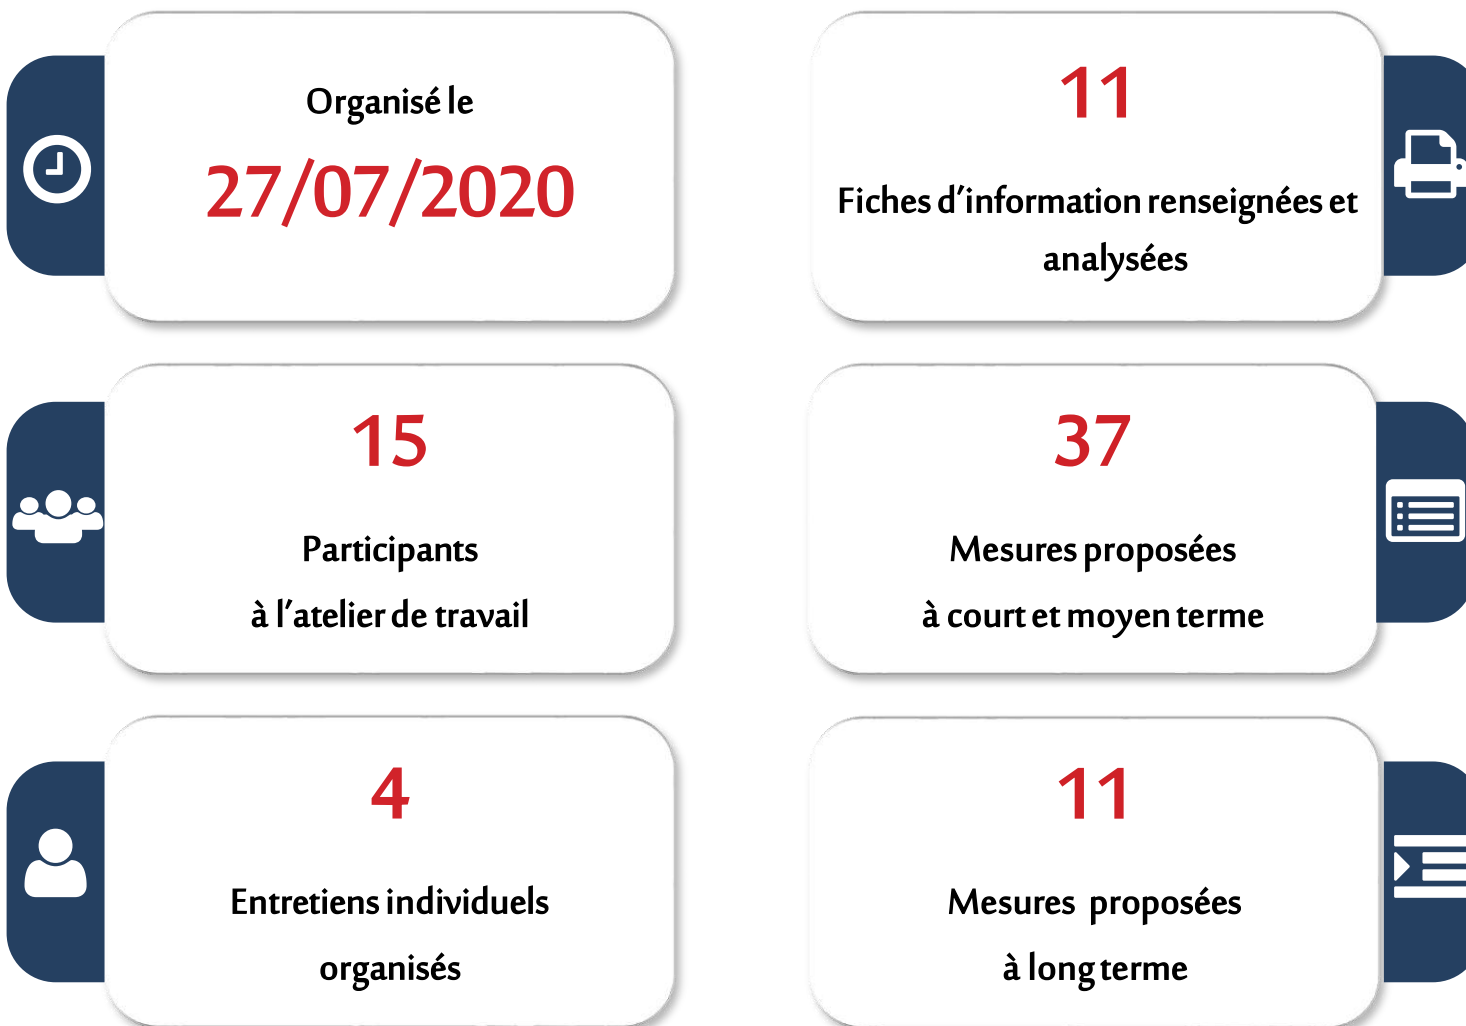 Organisé le
27/07/2020
11
Fiches d’information renseignées et
analysées
15
Participants
à l’atelier de travail
37
Mesures proposées
à court et moyen terme
4
Entretiens individuels
organisés
11
Mesures proposées
à long terme